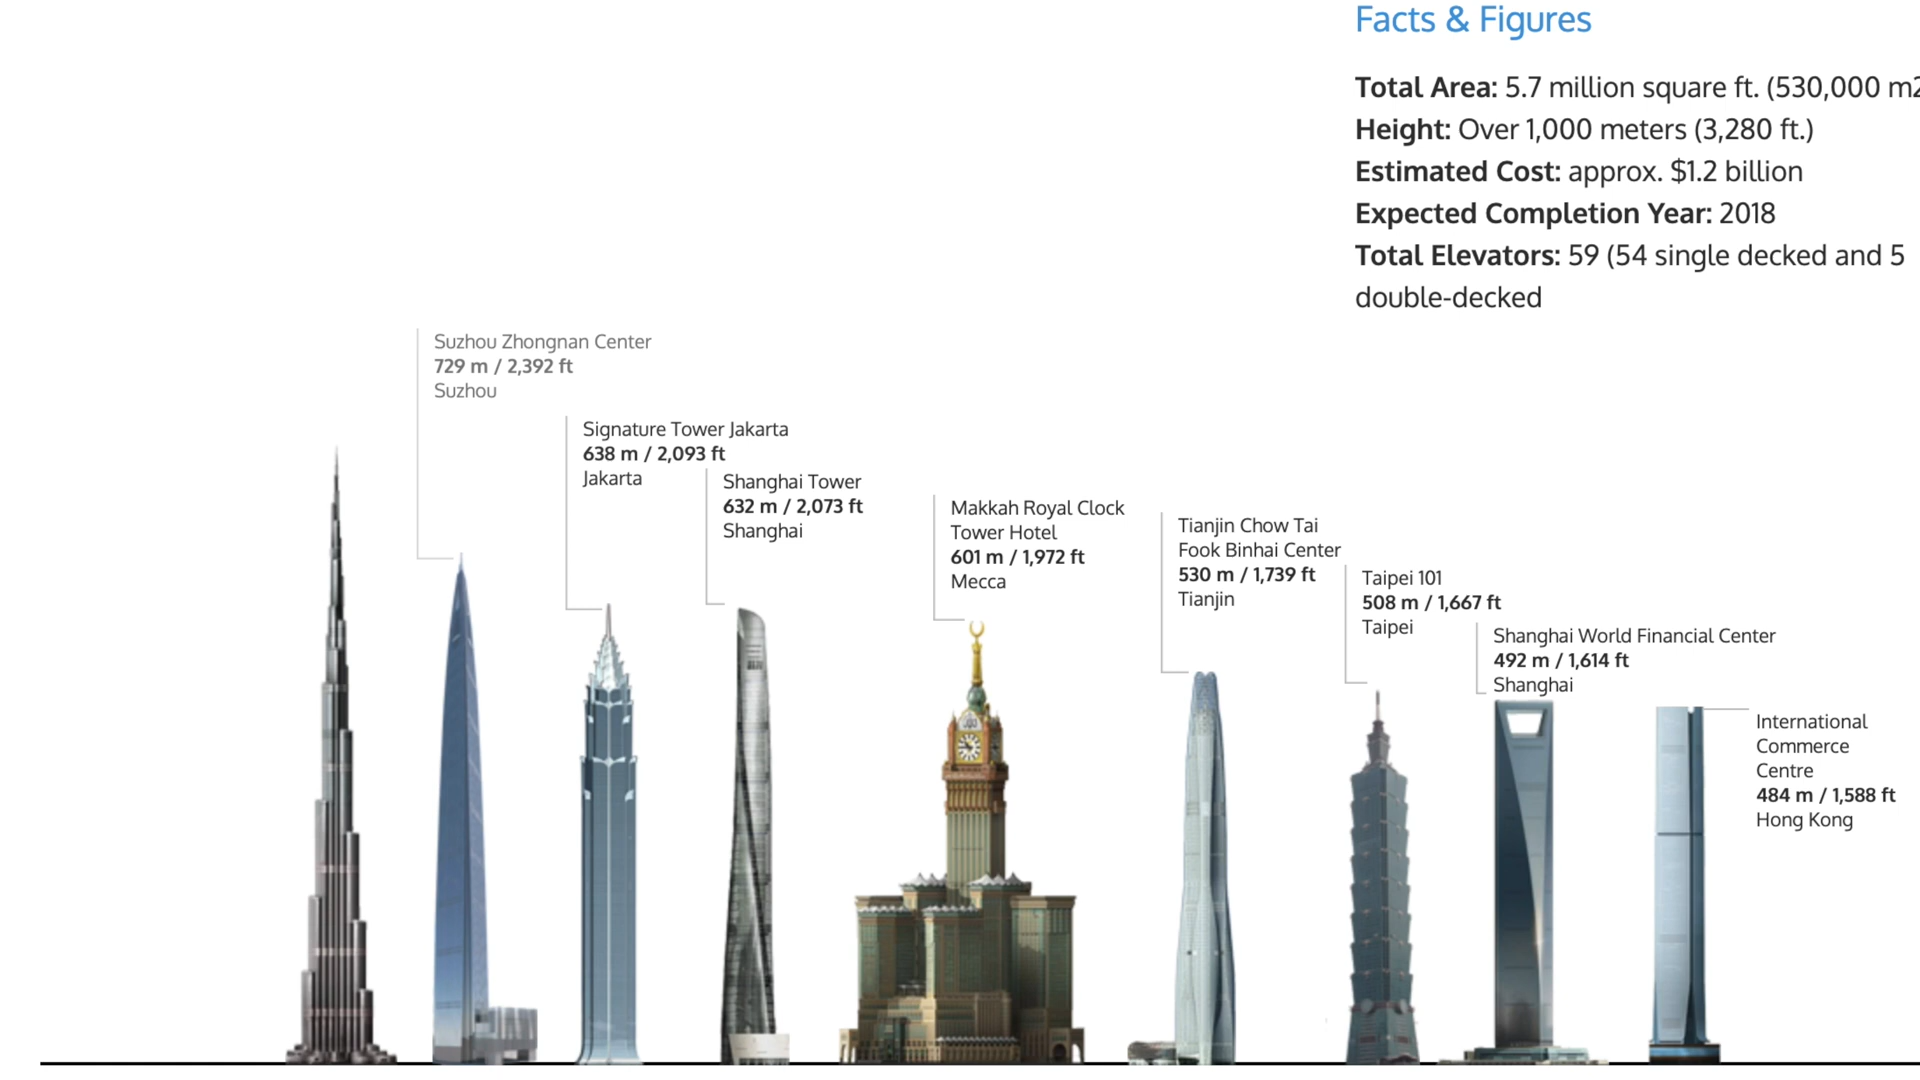 Facts & Figures
Total Area: 5.7 million square ft. (530,000 m2
Height: Over 1,000 meters (3,280 ft.)
Estimated Cost: approx. $1.2 billion
Expected Completion Year: 2018
Total Elevators: 59 (54 single decked and 5
double-decked
Suzhou Zhongnan Center
729 m / 2,392 ft
Suzhou
Signature Tower Jakarta
638 m / 2,093 ft
Jakarta
Shanghai Tower
632 m / 2,073 ft
Shanghai
Makkah Royal Clock
Tower Hotel
601 m / 1,972 ft
Mecca
Tianjin Chow Tai
Fook Binhai Center
530 m / 1,739 ft
Tianjin
Taipei 101
508 m / 1,667 ft
Taipei
Shanghai World Financial Center
492 m / 1,614 ft
Shanghai
International
Commerce
Centre
484 m / 1,588 ft
Hong Kong